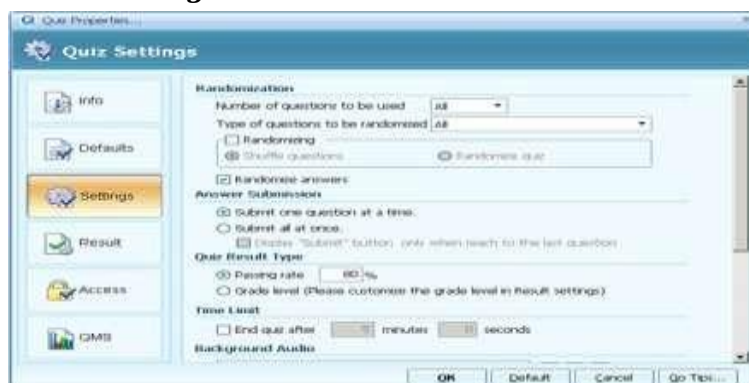 Quiz Properties...
Quiz Settings
Info
Defaults
Settings
Result
Access
QMS
Randomization
Number of questions to be used All
Type of questions to be randomized All
Randomizing
Shuffle questions Randomize quiz
Randomize answers
Answer Submission
Submit one question at a time.
Submit all at once.
Display "Submit" button only when reach to the last question
Quiz Result Type
Passing rate 80 %
Grade level (Please customize the grade level in Result settings)
Time Limit
End quiz after minutes seconds
Background Audio
OK Default Cancel Go Tips...